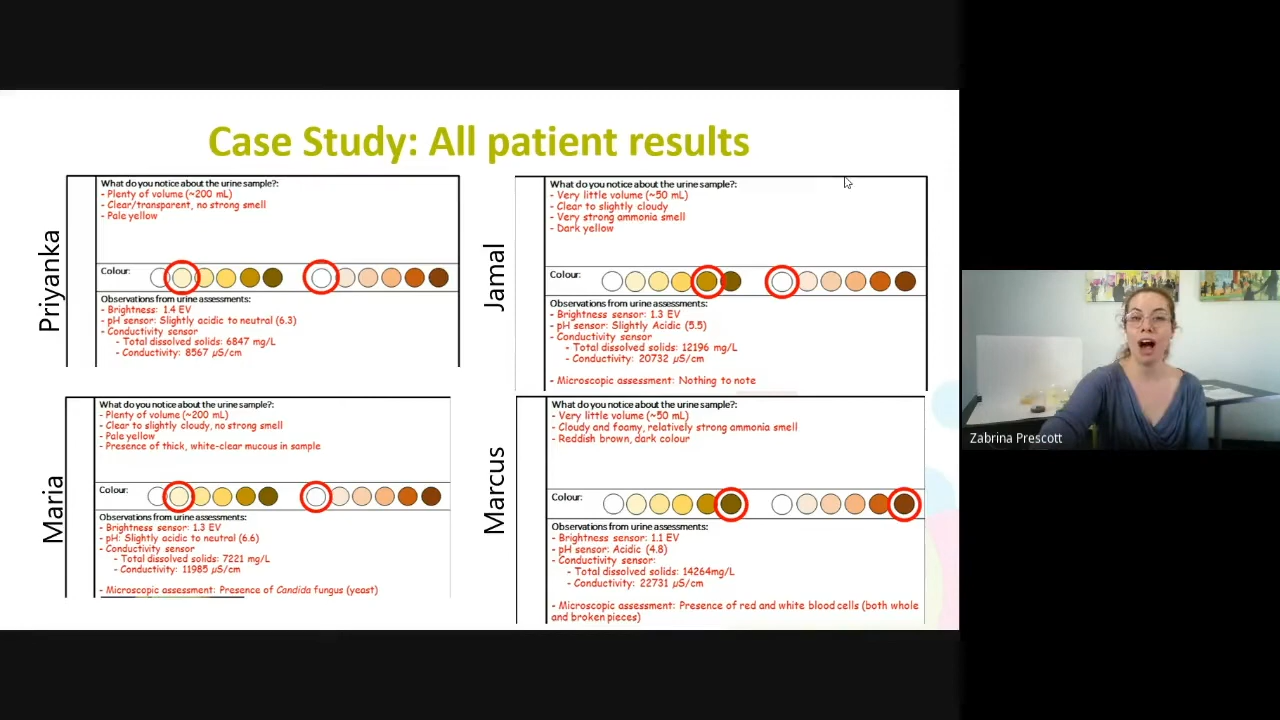 Case Study: All patient results
Priyanka
What do you notice about the urine sample?:
- Plenty of volume (~200 mL)
- Clear/transparent, no strong smell
- Pale yellow
Colour:
Observations from urine assessments:
- Brightness: 1.4 EV
- pH sensor: Slightly acidic to neutral (6.3)
- Conductivity sensor
- Total dissolved solids: 6847 mg/L
- Conductivity: 8567 µS/cm
Jamal
What do you notice about the urine sample?:
- Very little volume (~50 mL)
- Clear to slightly cloudy
- Very strong ammonia smell
- Dark yellow
Colour:
Observations from urine assessments:
- Brightness sensor: 1.3 EV
- pH sensor: Slightly Acidic (5.5)
- Conductivity sensor
- Total dissolved solids: 12196 mg/L
- Conductivity: 20732 µS/cm
- Microscopic assessment: Nothing to note
Maria
What do you notice about the urine sample?:
- Plenty of volume (~200 mL)
- Clear to slightly cloudy, no strong smell
- Pale yellow
- Presence of thick, white-clear mucous in sample
Colour:
Observations from urine assessments:
- Brightness sensor: 1.3 EV
- pH: Slightly acidic to neutral (6.6)
- Conductivity sensor
- Total dissolved solids: 7221 mg/L
- Conductivity: 11985 µS/cm
- Microscopic assessment: Presence of Candida fungus (yeast)
Marcus
What do you notice about the urine sample?:
- Very little volume (~50 mL)
- Cloudy and foamy, relatively strong ammonia smell
- Reddish brown, dark colour
Colour:
Observations from urine assessments:
- Brightness sensor: 1.1 EV
- pH sensor: Acidic (4.8)
- Conductivity sensor:
- Total dissolved solids: 14264mg/L
- Conductivity: 22731 µS/cm
- Microscopic assessment: Presence of red and white blood cells (both whole
and broken pieces)
Zabrina Prescott